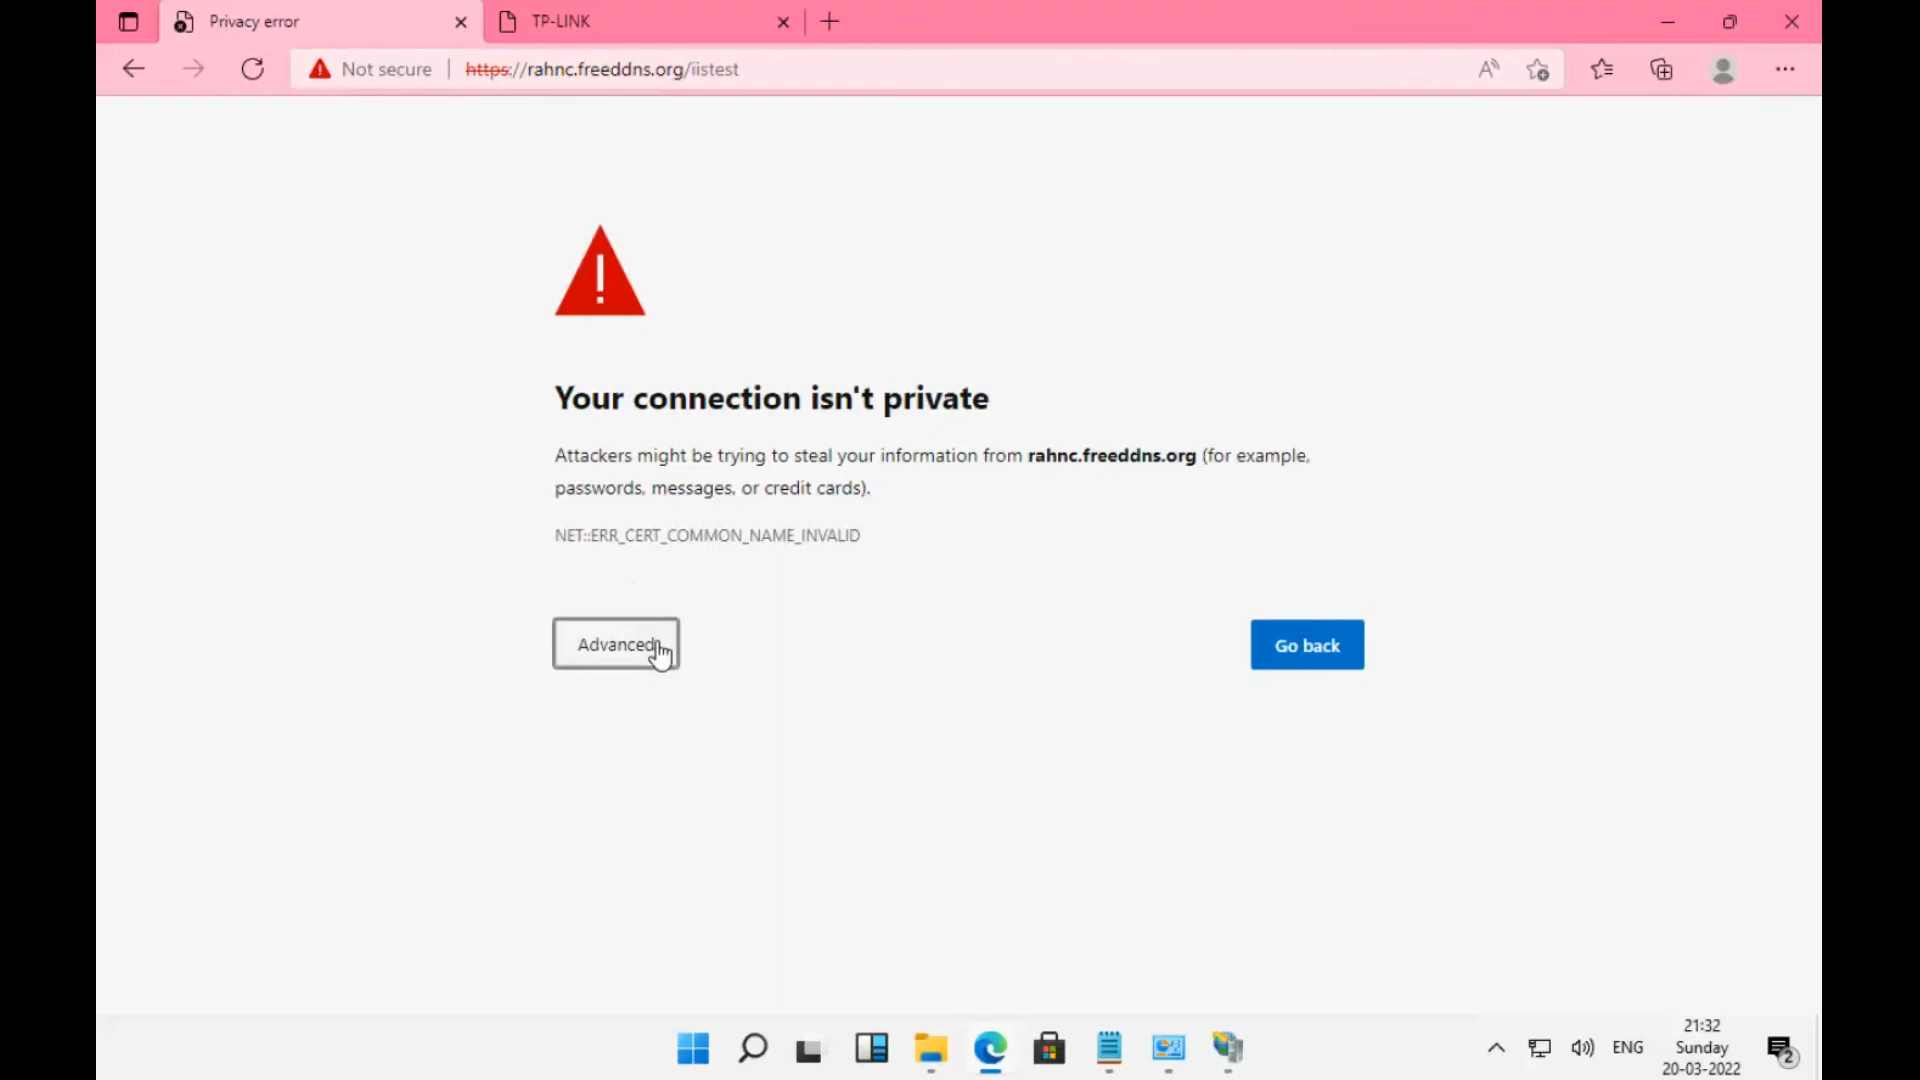 Privacy error
TP-LINK
Not secure
https://rahnc.freeddns.org/iistest
Your connection isn't private
Attackers might be trying to steal your information from rahnc.freeddns.org (for example,
passwords, messages, or credit cards).
NET::ERR_CERT_COMMON_NAME_INVALID
Advanced
Go back
ENG
21:32
Sunday
20-03-2022
2